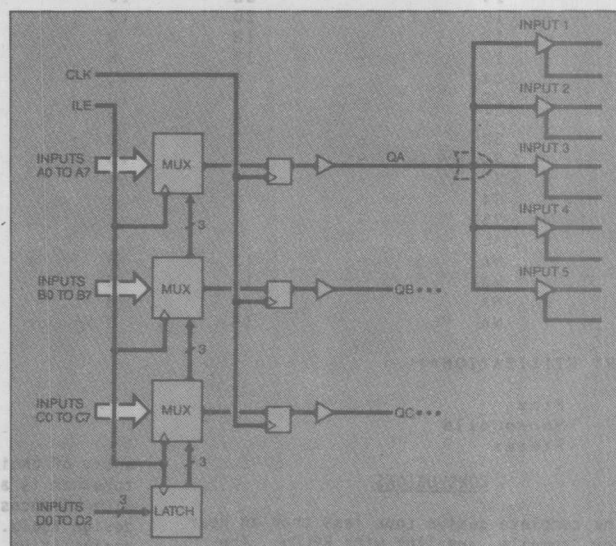 INPUT 1
CLK
ILE
INPUT 2
INPUTS
A0 TO A7
MUX
QA
INPUT 3
3
INPUT 4
INPUTS
B0 TO B7
MUX
QB •••
INPUT 5
3
INPUTS
C0 TO C7
MUX
QC •••
3
INPUTS
D0 TO D2
3
LATCH